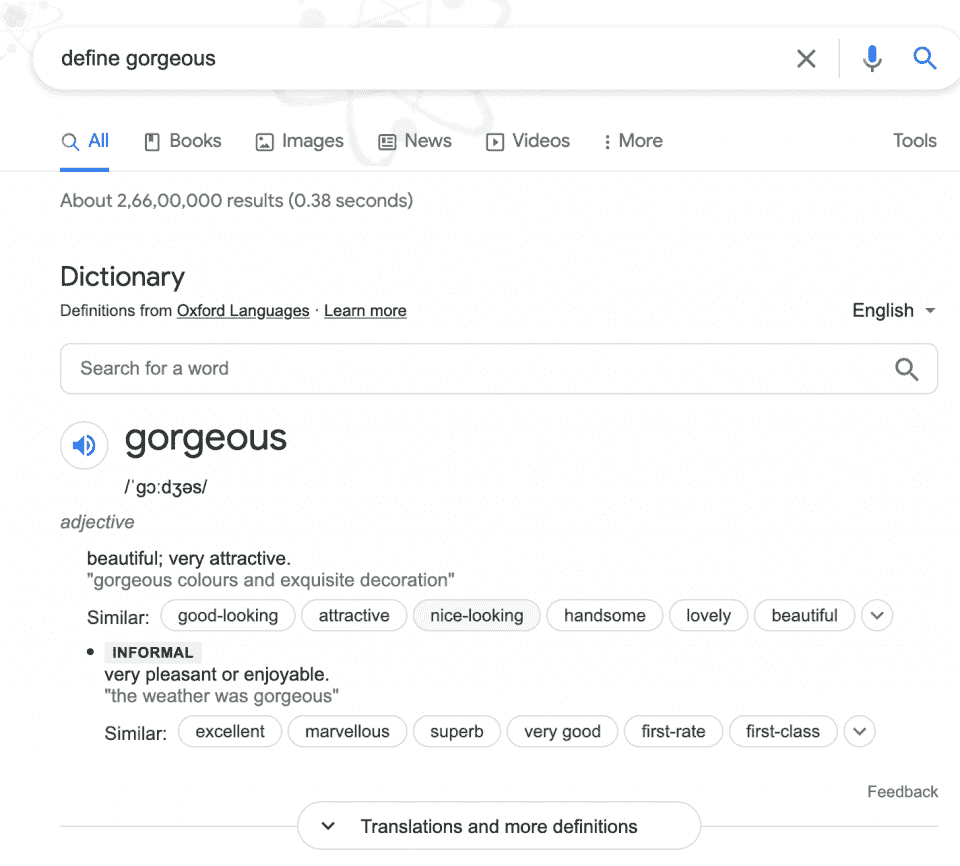 define gorgeous
All Books Images News Videos More Tools
About 2,66,00,000 results (0.38 seconds)
Dictionary
Definitions from Oxford Languages · Learn more
English
Search for a word
gorgeous
/ˈɡɔːdʒəs/
adjective
beautiful; very attractive.
"gorgeous colours and exquisite decoration"
Similar: good-looking attractive nice-looking handsome lovely beautiful
• INFORMAL
very pleasant or enjoyable.
"the weather was gorgeous"
Similar: excellent marvellous superb very good first-rate first-class
Feedback
Translations and more definitions